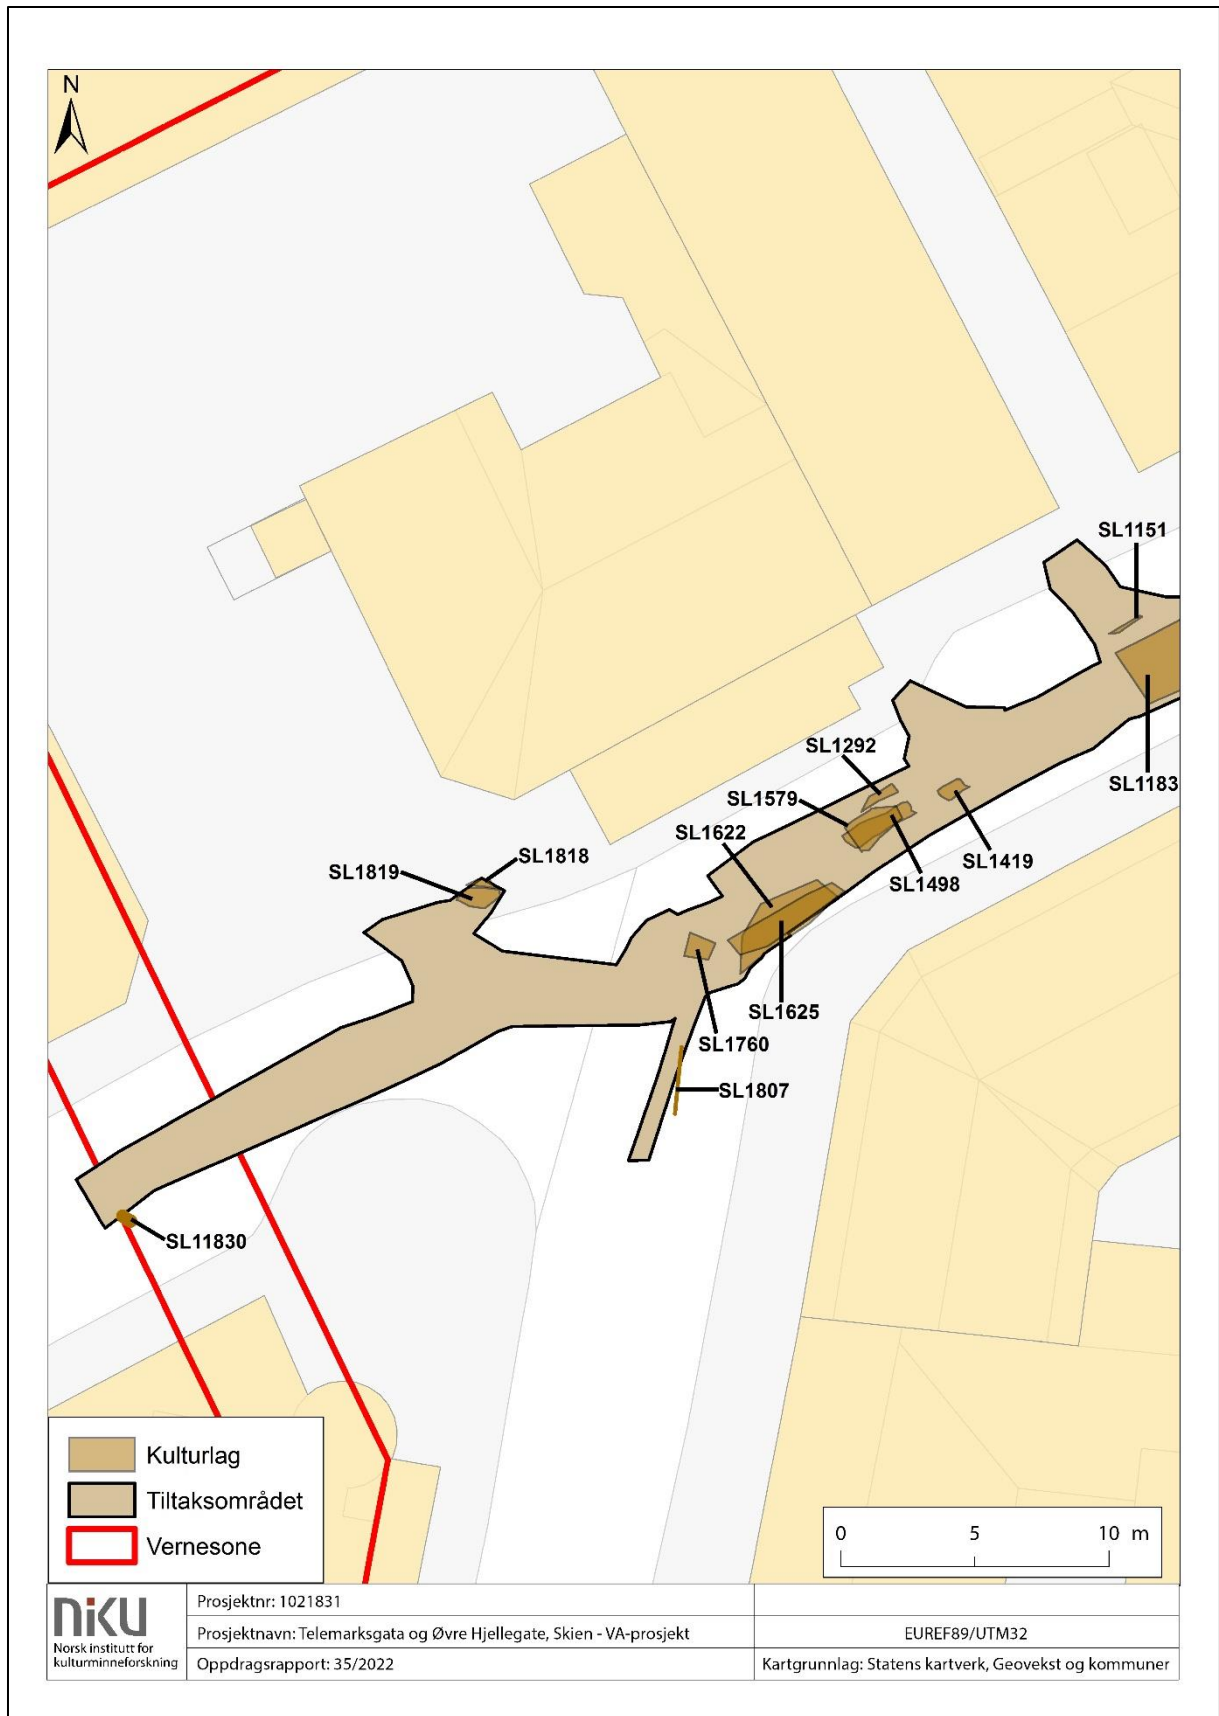 N
SL1151
SL1292
SL1183
SL1579
SL1622
SL1818
SL1819
SL1419
SL1498
SL1625
SL1760
SL1807
SL11830
Kulturlag
Tiltaksområdet
Vernesone
0 5 10 m
niku
Norsk institutt for
kulturminneforskning
Prosjektnr: 1021831
Prosjektnavn: Telemarksgata og Øvre Hjellegate, Skien - VA-prosjekt
EUREF89/UTM32
Oppdragsrapport: 35/2022
Kartgrunnlag: Statens kartverk, Geovekst og kommuner